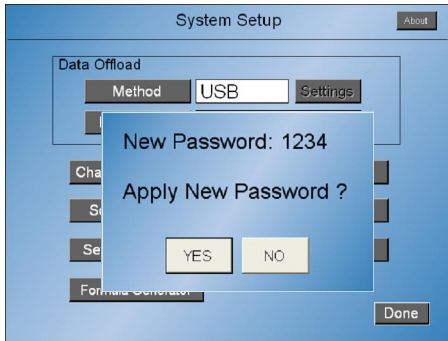 System Setup
About
Data Offload
Method
USB
Settings
New Password: 1234
Apply New Password ?
YES
NO
Done